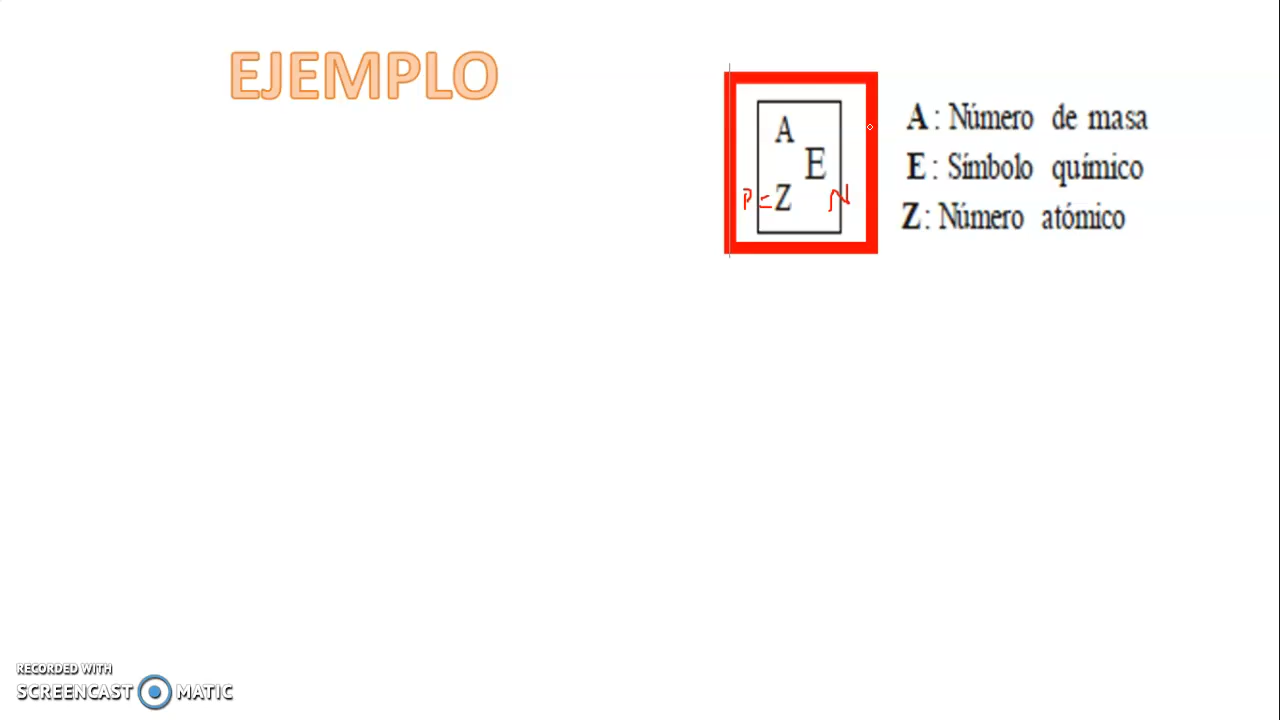 EJEMPLO
A
E
P = Z N
A : Número de masa
E : Símbolo químico
Z : Número atómico
RECORDED WITH
SCREENCAST MATIC